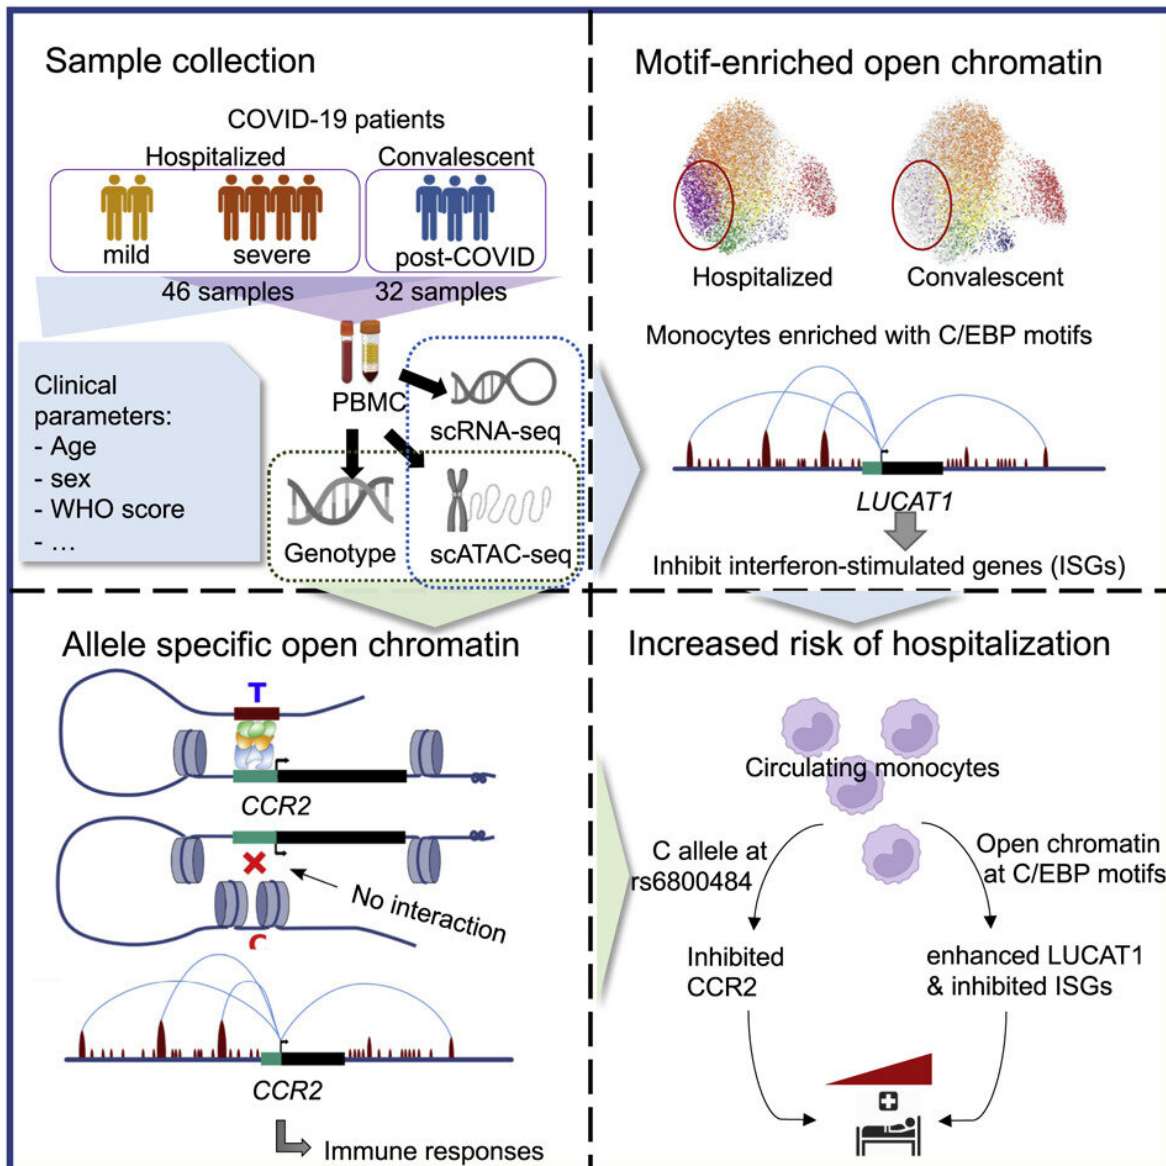 Sample collection
COVID-19 patients
Hospitalized
Convalescent
mild
severe
post-COVID
46 samples
32 samples
Clinical
parameters:
- Age
- sex
- WHO score
- ...
PBMC
scRNA-seq
Genotype
scATAC-seq
Motif-enriched open chromatin
Hospitalized
Convalescent
Monocytes enriched with C/EBP motifs
LUCAT1
Inhibit interferon-stimulated genes (ISGs)
Allele specific open chromatin
T
CCR2
No interaction
C
CCR2
Immune responses
Increased risk of hospitalization
Circulating monocytes
C allele at
rs6800484
Open chromatin
at C/EBP motifs
Inhibited
CCR2
enhanced LUCAT1
& inhibited ISGs